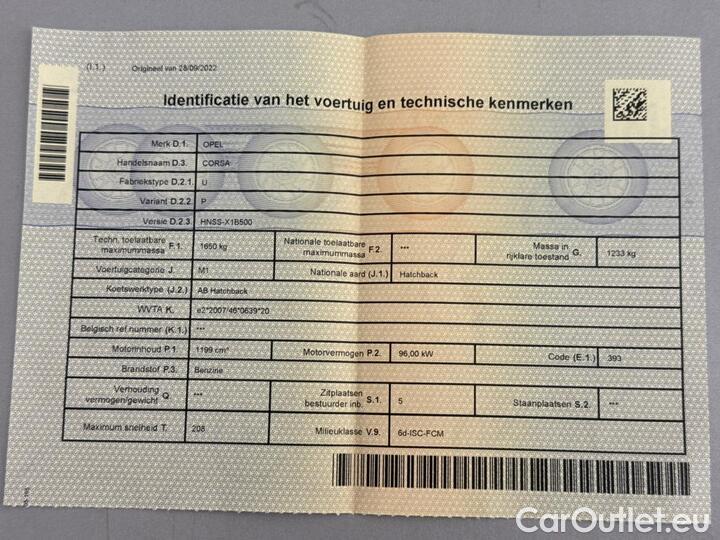 (I.1.) Origineel van 28/09/2022
Identificatie van het voertuig en technische kenmerken
Merk D.1. OPEL
Handelsnaam D.3. CORSA
Fabriekstype D.2.1. U
Variant D.2.2. P
Versie D.2.3. HNSS-X1B500
Techn. toelaatbare maximummassa F.1. 1650 kg Nationale toelaatbare maximummassa F.2. *** Massa in rijklare toestand G. 1233 kg
Voertuigcategorie J. M1 Nationale aard (J.1.) Hatchback
Koetswerktype (J.2.) AB Hatchback
WVTA K. e2*2007/46*0639*20
Belgisch ref nummer (K.1.) ***
Motorinhoud P.1. 1199 cm³ Motorvermogen P.2. 96,00 kW Code (E.1.) 393
Brandstof P.3. Benzine
Verhouding vermogen/gewicht Q. *** Zitplaatsen bestuurder inb. S.1. 5 Staanplaatsen S.2. ***
Maximum snelheid T. 208 Milieuklasse V.9. 6d-ISC-FCM
CarOutlet.eu